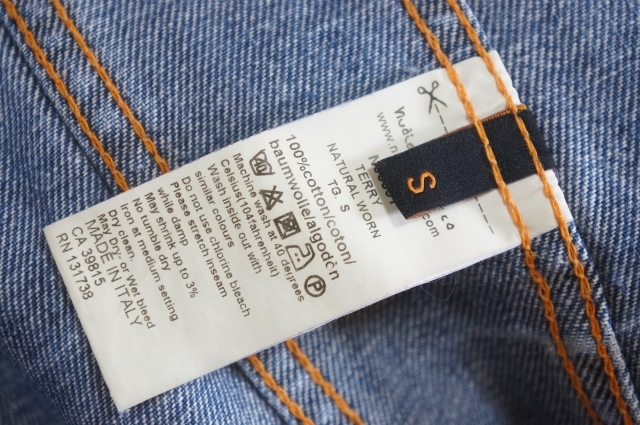 Nudie
www.n
TERRY
NATURAL WORN
TG. S
100%cotton/coton/
baumwolle/algodón
Machine wash at 40 degrees
Celsius(104fahrenheit)
Wash inside out with
similar colours
Do not use chlorine bleach
Please stretch inseam
while damp
May shrink up to 3%
No tumble dry
Iron at medium setting
Dry clean.
May Dry, or Wet bleed
MADE IN ITALY
CA 39815
RN 131738
S